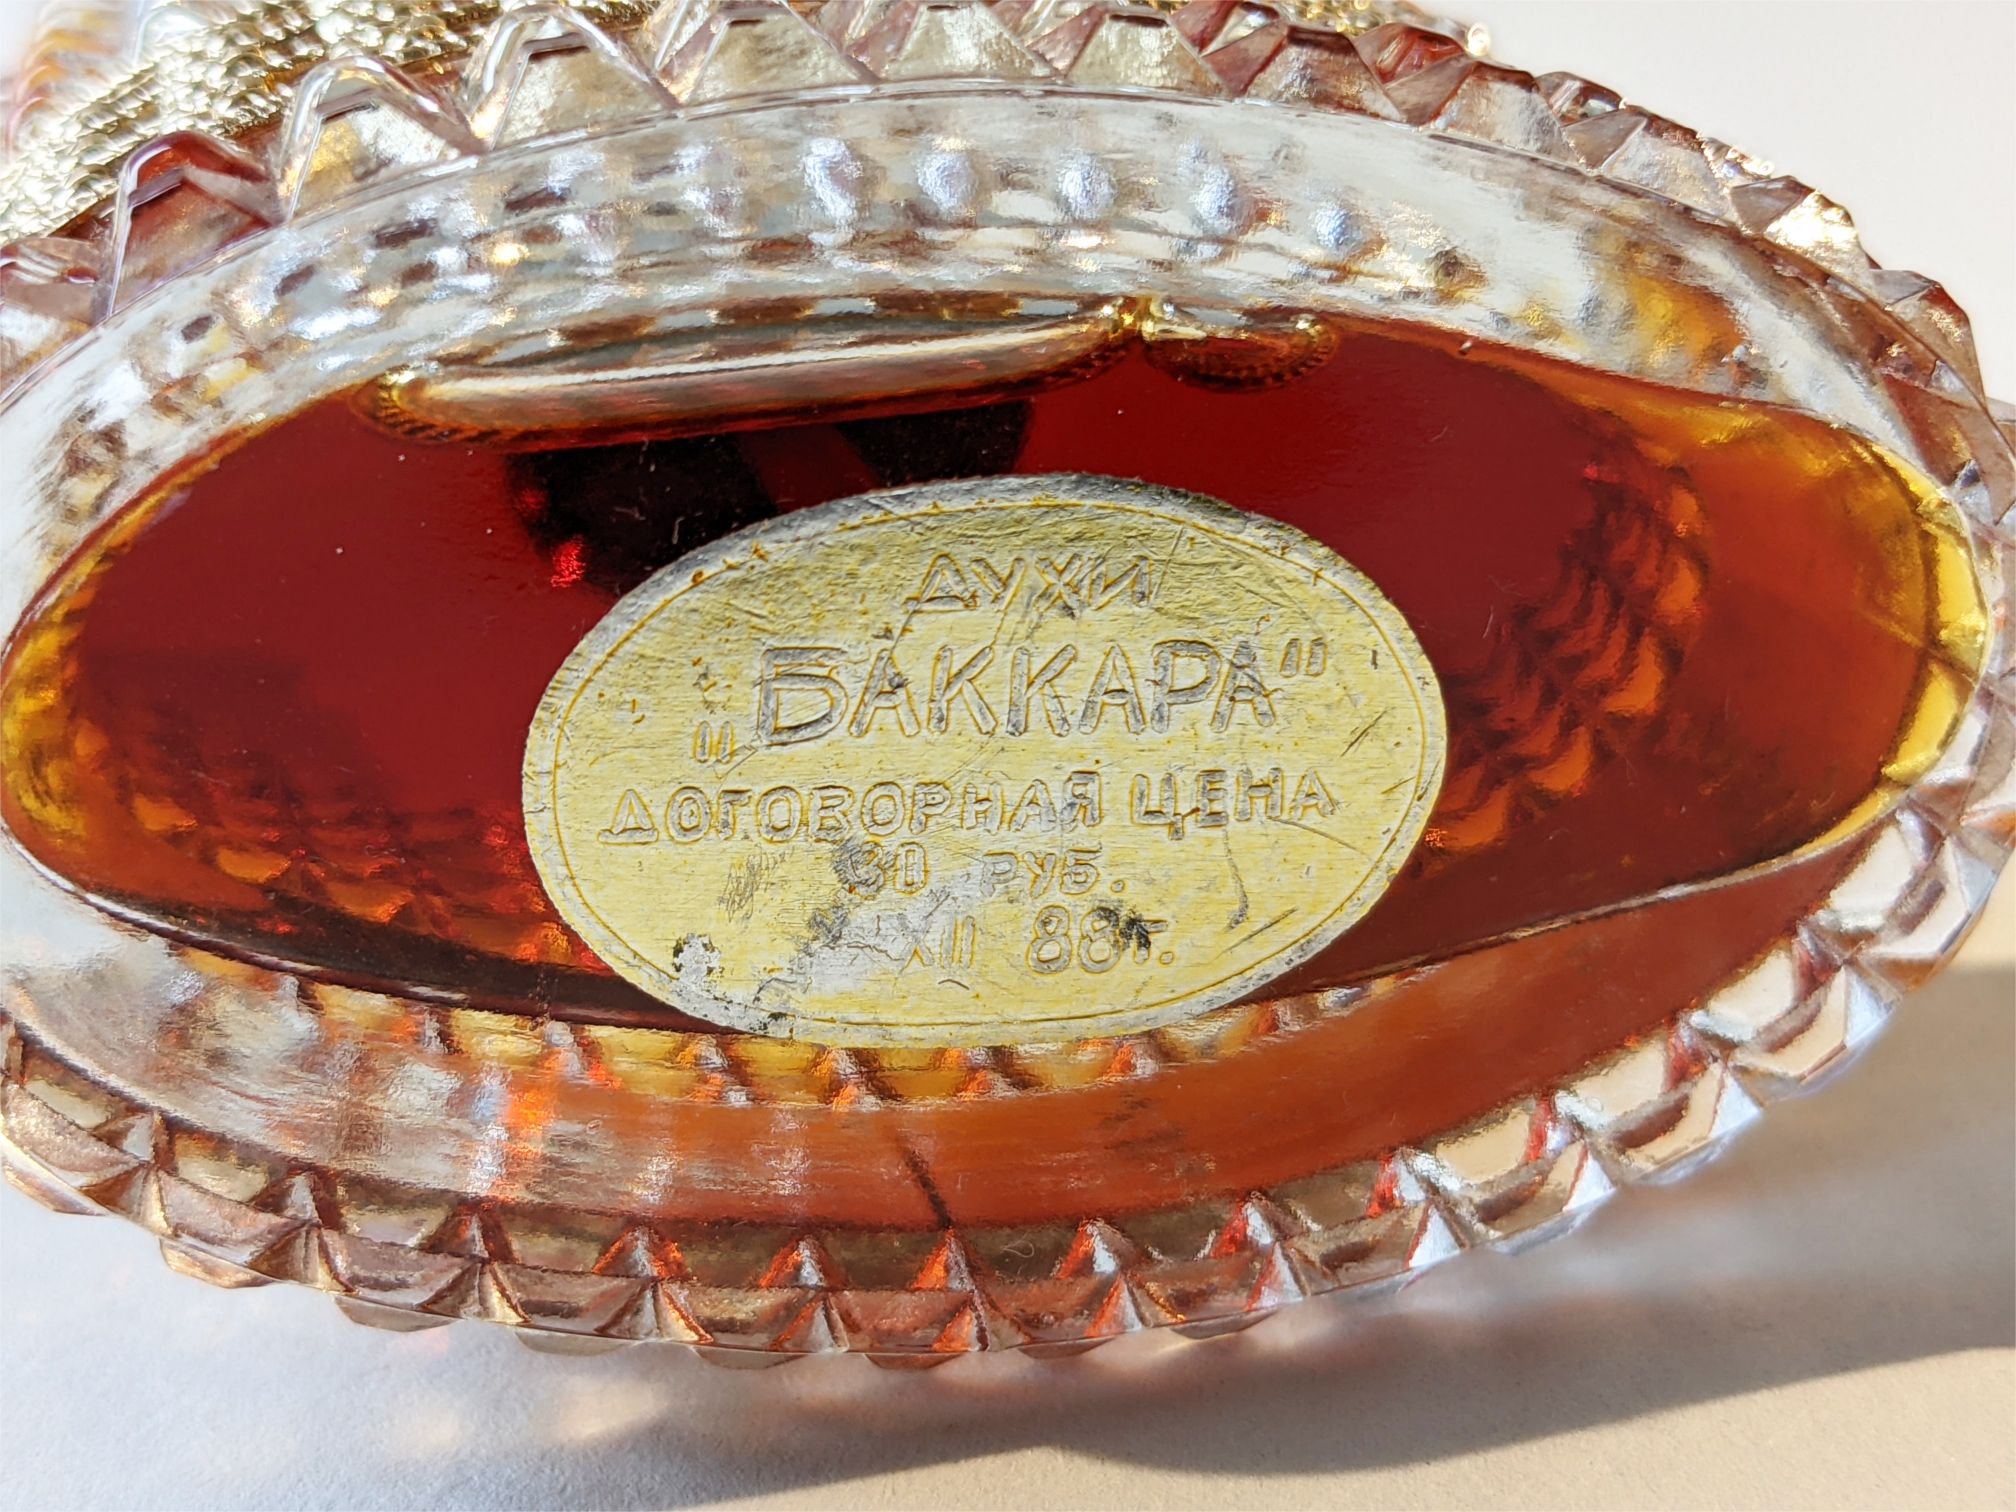 ДУХИ
„БАККАРА"
ДОГОВОРНАЯ ЦЕНА
30 РУБ.
XII 88г.